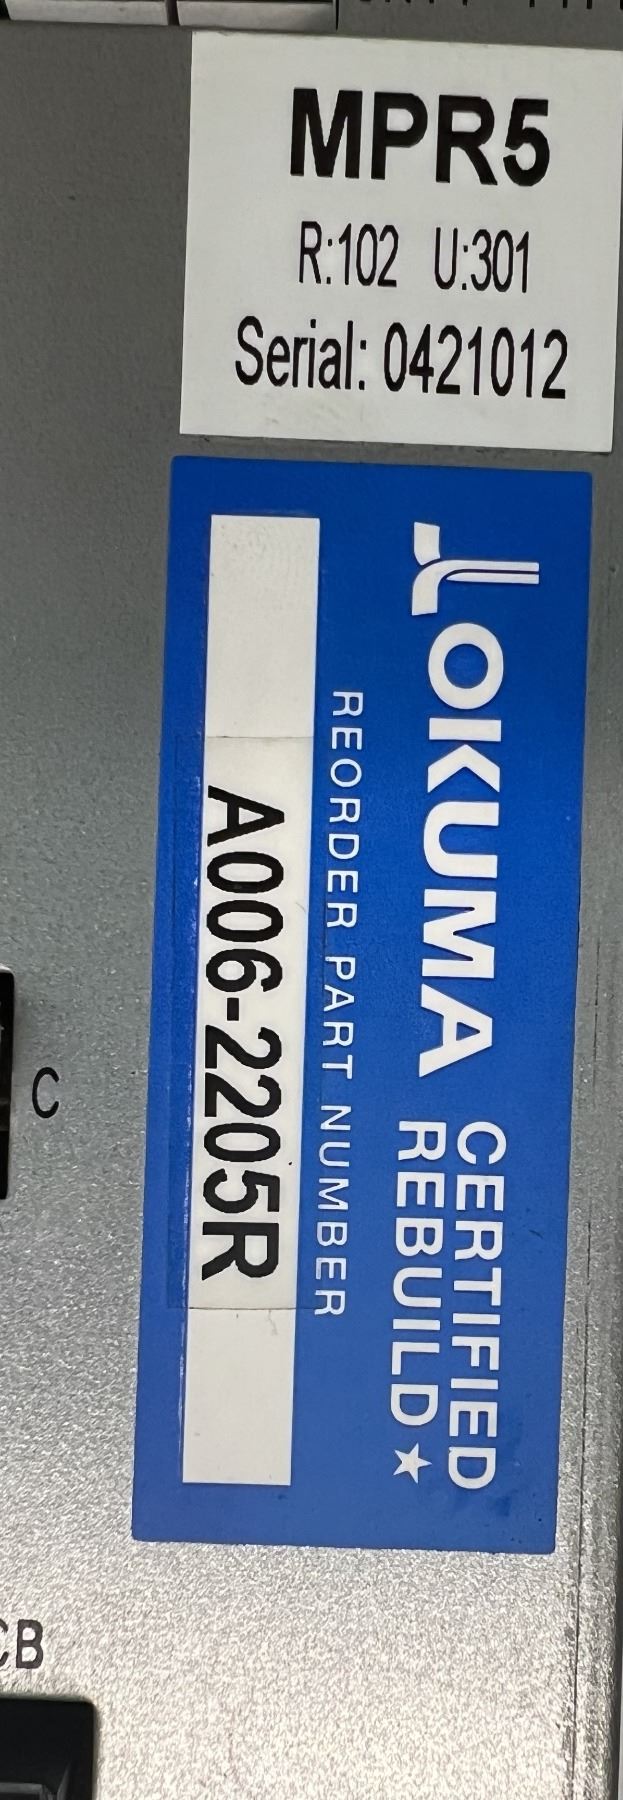 MPR5
R:102 U:301
Serial: 0421012
OKUMA
CERTIFIED
REBUILD★
REORDER PART NUMBER
A006-2205R
C
CB